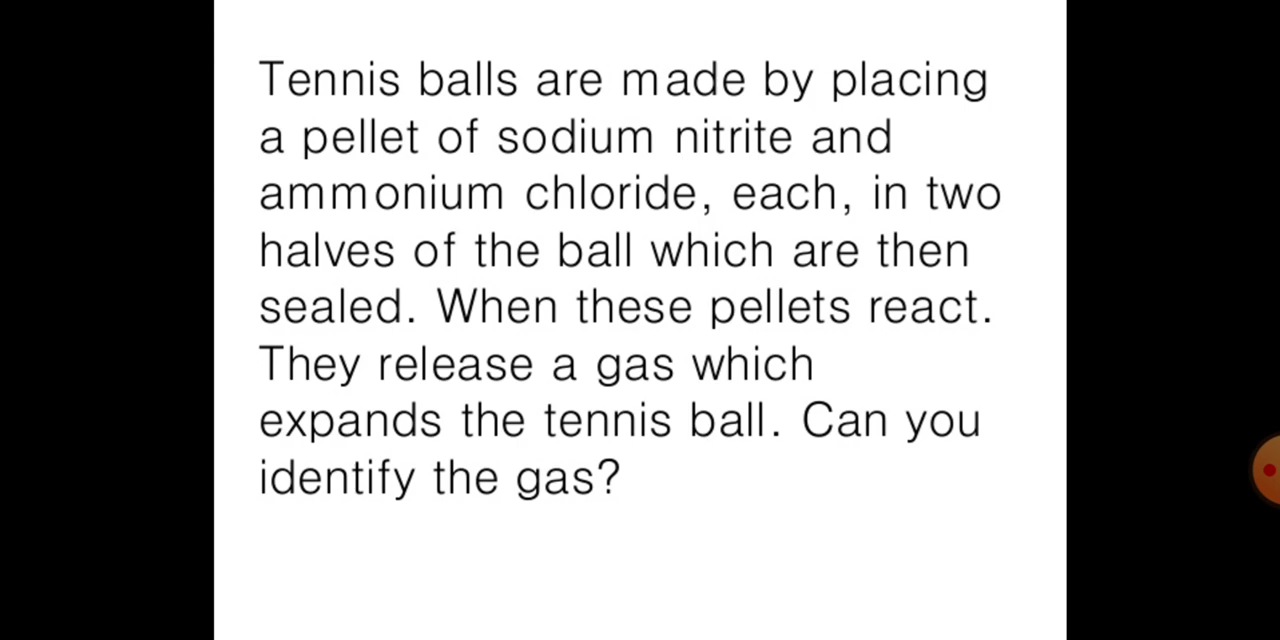 Tennis balls are made by placing
a pellet of sodium nitrite and
ammonium chloride, each, in two
halves of the ball which are then
sealed. When these pellets react.
They release a gas which
expands the tennis ball. Can you
identify the gas?